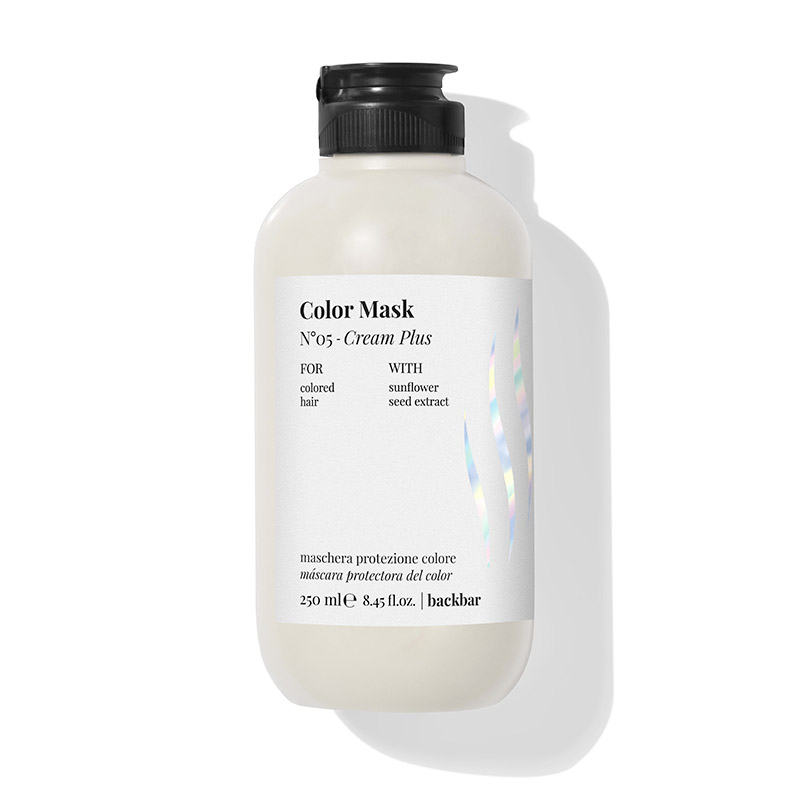 Color Mask
N°05 - Cream Plus
FOR WITH
colored sunflower
hair seed extract
maschera protezione colore
máscara protectora del color
250 ml ℮ 8.45 fl.oz. | backbar